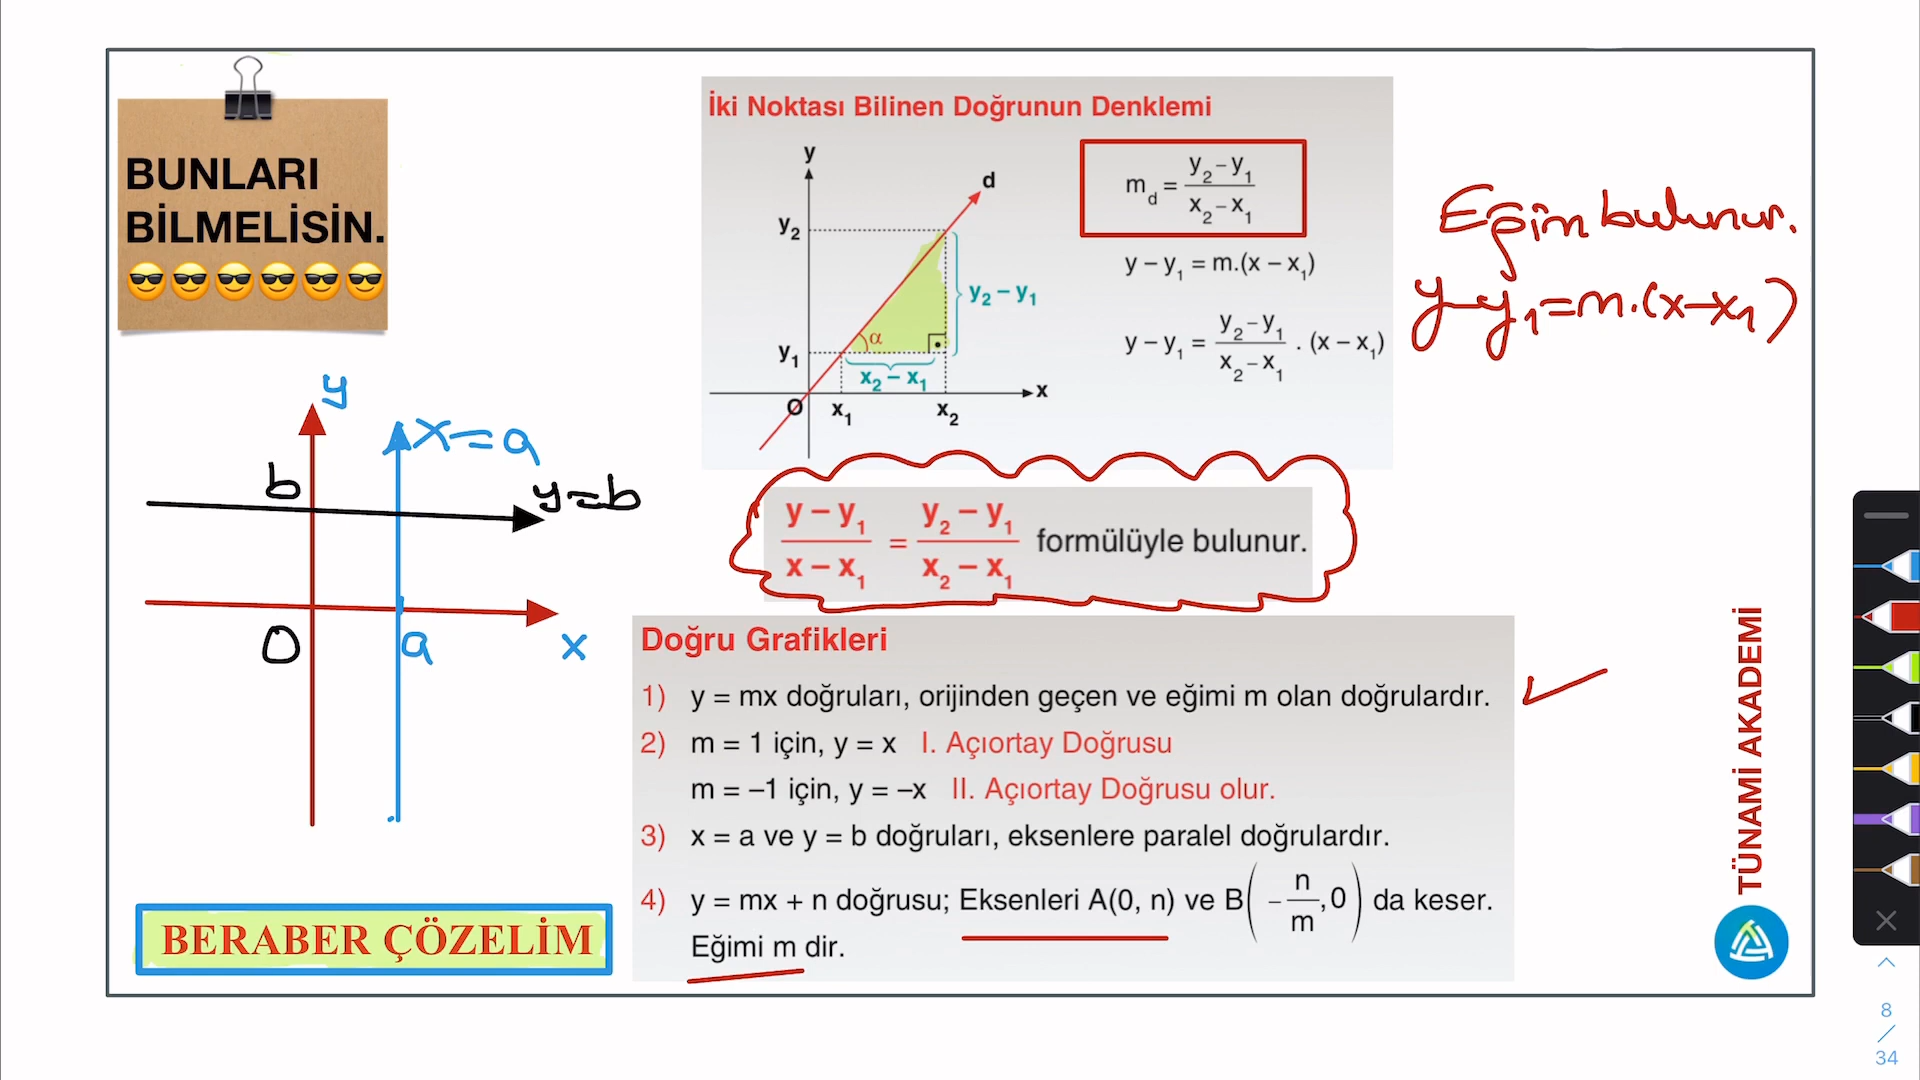 BUNLARI
BİLMELİSİN.
İki Noktası Bilinen Doğrunun Denklemi
y
d
y₂
y₂ – y₁
α
y₁
x₂ – x₁
O
x₁
x₂
x
m_d = (y₂ – y₁)/(x₂ – x₁)
y – y₁ = m.(x – x₁)
y – y₁ = (y₂ – y₁)/(x₂ – x₁) . (x – x₁)
Eğim bulunur.
y–y₁=m.(x–x₁)
y
x=a
b
y=b
O
a
x
(y – y₁)/(x – x₁) = (y₂ – y₁)/(x₂ – x₁) formülüyle bulunur.
Doğru Grafikleri
1) y = mx doğruları, orijinden geçen ve eğimi m olan doğrulardır.
2) m = 1 için, y = x I. Açıortay Doğrusu
m = –1 için, y = –x II. Açıortay Doğrusu olur.
3) x = a ve y = b doğruları, eksenlere paralel doğrulardır.
4) y = mx + n doğrusu; Eksenleri A(0, n) ve B(–n/m ,0) da keser.
Eğimi m dir.
BERABER ÇÖZELİM
TÜNAMİ AKADEMİ
8
/
34